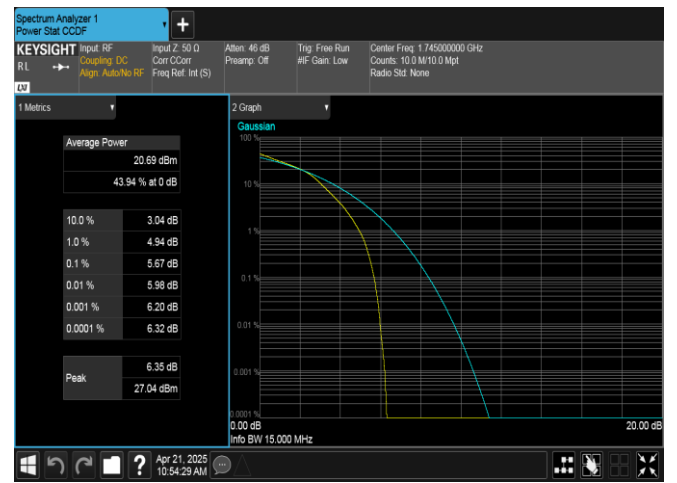 Spectrum Analyzer 1
Power Stat CCDF
+
KEYSIGHT
R L
LXI
Input: RF
Coupling: DC
Align: Auto/No RF
Input Z: 50 Ω
Corr CCorr
Freq Ref: Int (S)
Atten: 46 dB
Preamp: Off
Trig: Free Run
#IF Gain: Low
Center Freq: 1.745000000 GHz
Counts: 10.0 M/10.0 Mpt
Radio Std: None
1 Metrics
Average Power
20.69 dBm
43.94 % at 0 dB
10.0 % 3.04 dB
1.0 % 4.94 dB
0.1 % 5.67 dB
0.01 % 5.98 dB
0.001 % 6.20 dB
0.0001 % 6.32 dB
Peak
6.35 dB
27.04 dBm
2 Graph
Gaussian
100 %
10 %
1 %
0.1 %
0.01 %
0.001 %
0.0001 %
0.00 dB 20.00 dB
Info BW 15.000 MHz
?
Apr 21, 2025
10:54:29 AM